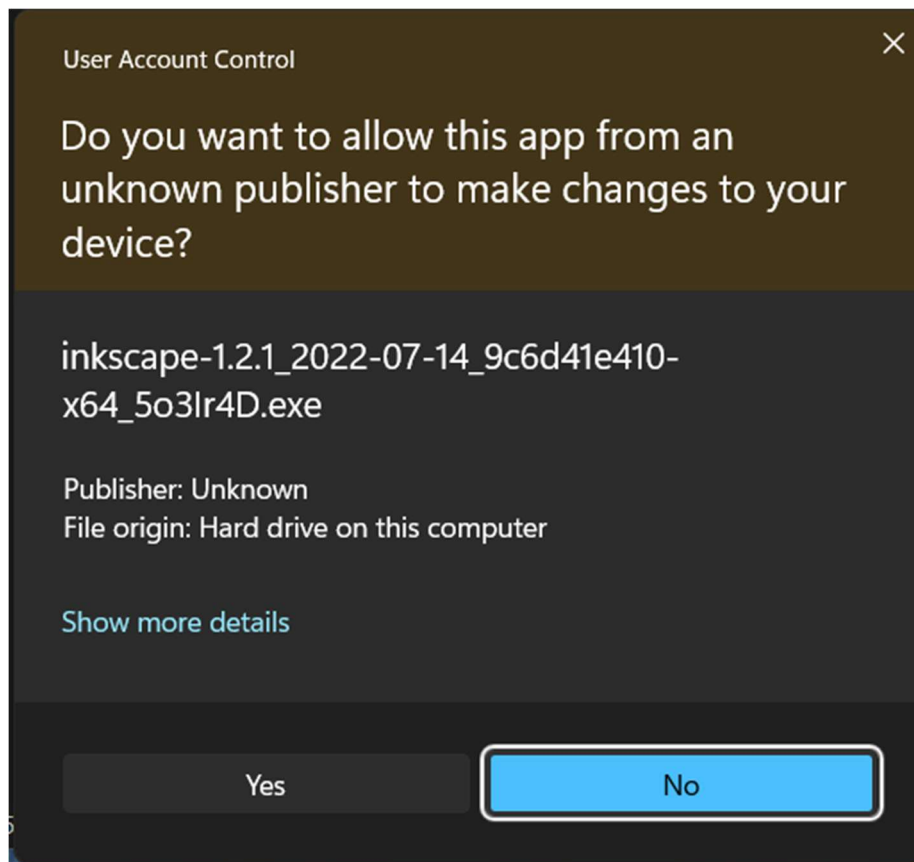 User Account Control
Do you want to allow this app from an
unknown publisher to make changes to your
device?
inkscape-1.2.1_2022-07-14_9c6d41e410-
x64_5o3Ir4D.exe
Publisher: Unknown
File origin: Hard drive on this computer
Show more details
Yes
No
5